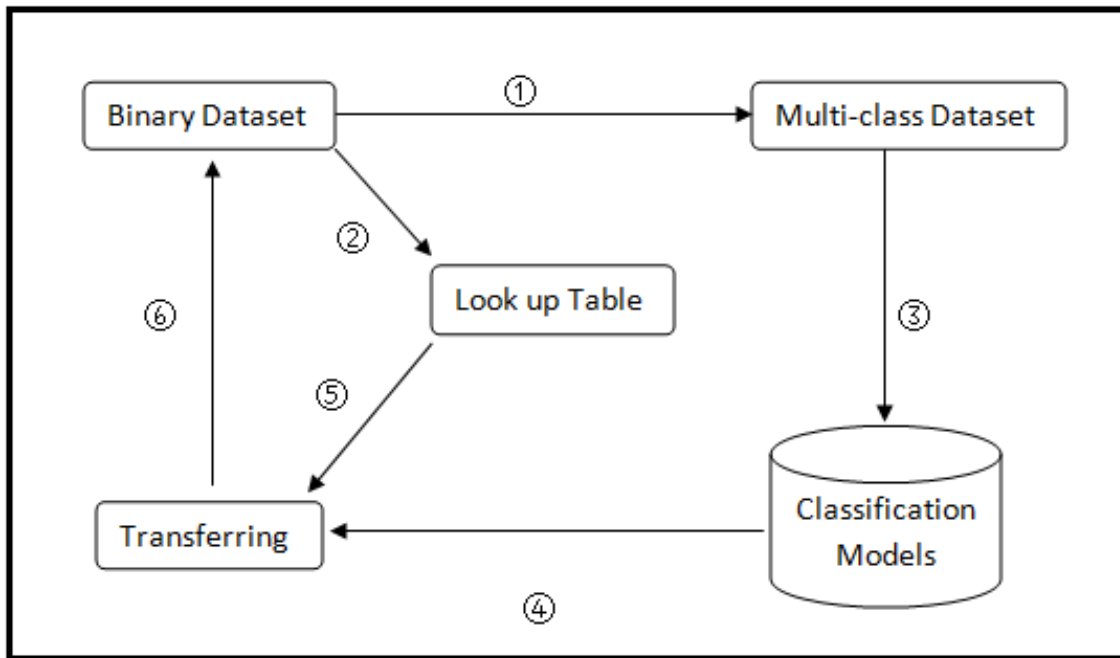 ①
Binary Dataset
Multi-class Dataset
②
Look up Table
⑥
③
⑤
Classification
Models
Transferring
④